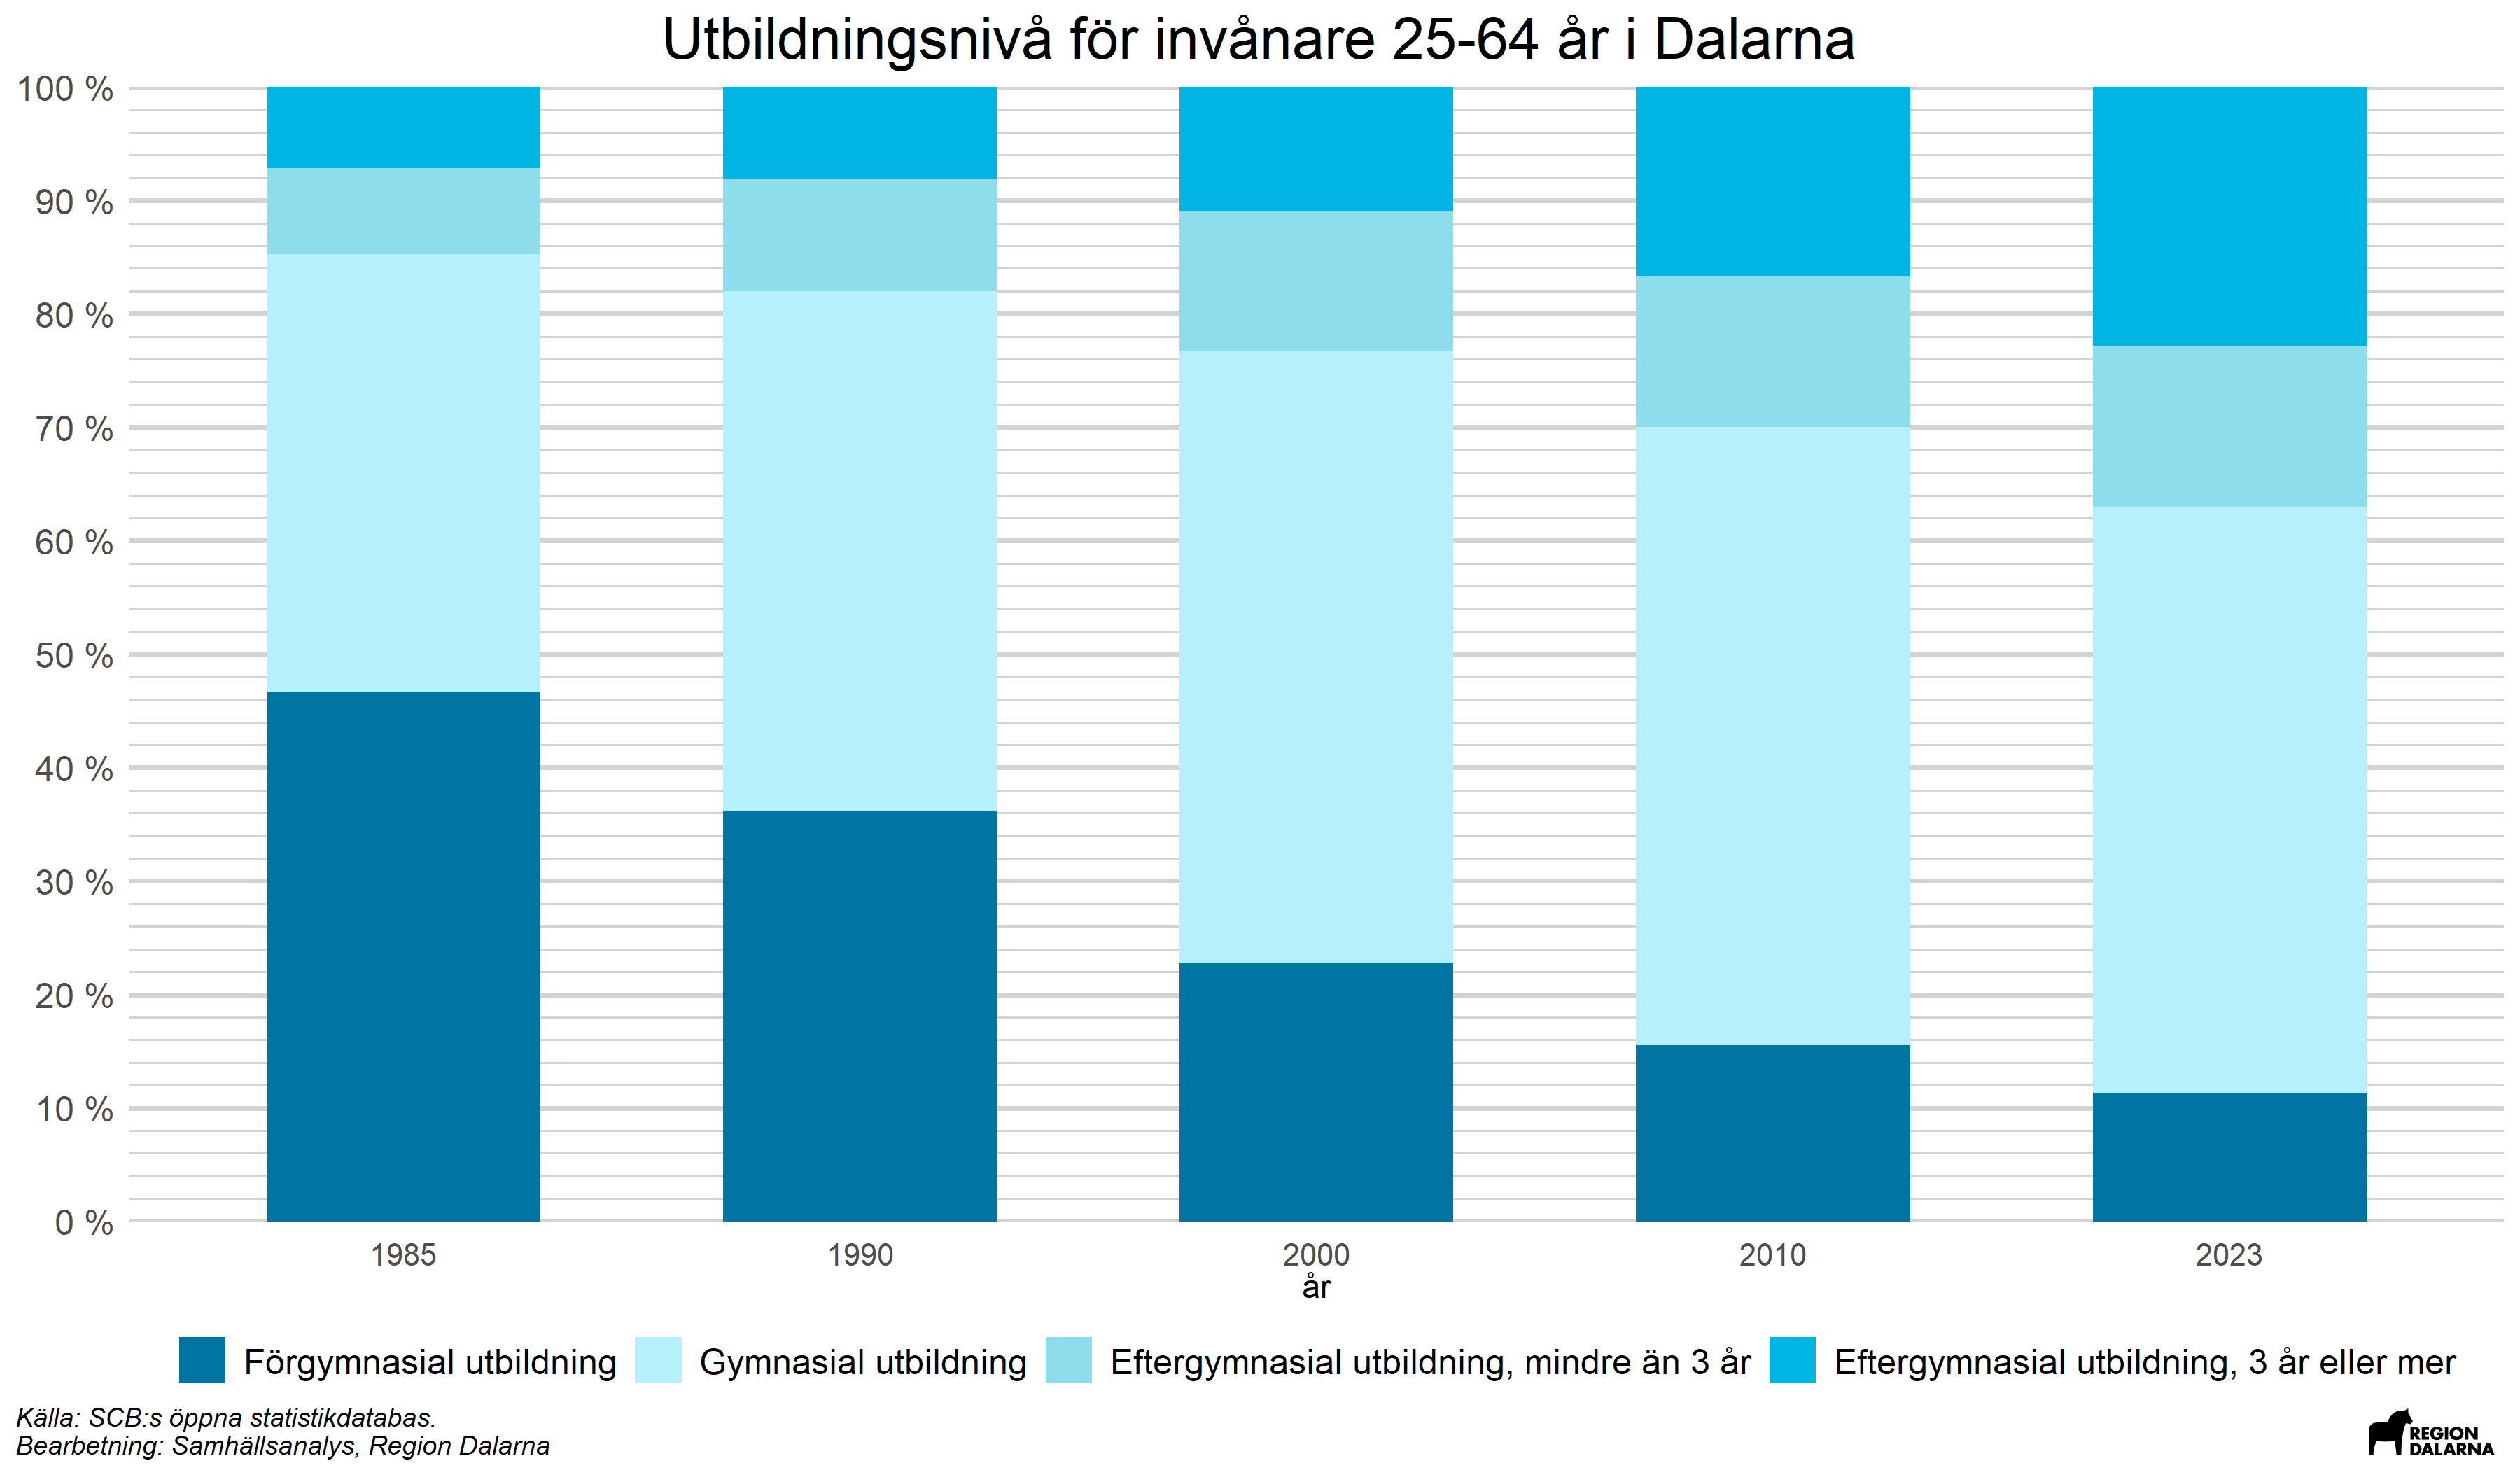 Utbildningsnivå för invånare 25-64 år i Dalarna
100 %
90 %
80 %
70 %
60 %
50 %
40 %
30 %
20 %
10 %
0 %
1985 1990 2000 2010 2023
år
Förgymnasial utbildning Gymnasial utbildning Eftergymnasial utbildning, mindre än 3 år Eftergymnasial utbildning, 3 år eller mer
Källa: SCB:s öppna statistikdatabas.
Bearbetning: Samhällsanalys, Region Dalarna
REGION
DALARNA